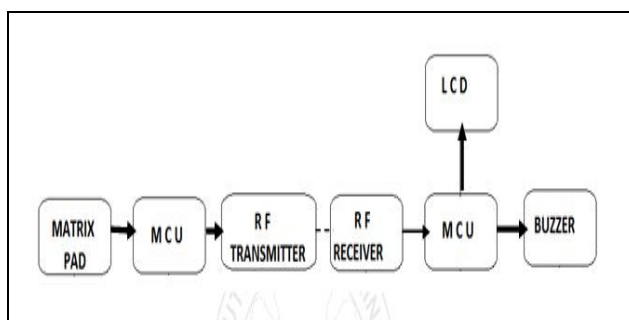 LCD
MATRIX
PAD
MCU
RF
TRANSMITTER
RF
RECEIVER
MCU
BUZZER